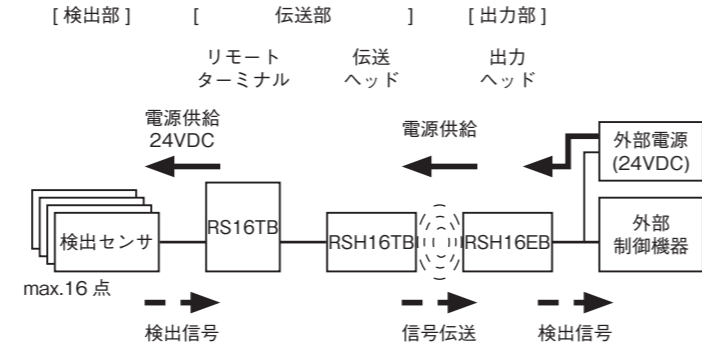 [ 検出部 ] [ 伝送部 ] [ 出力部 ]
リモート
ターミナル
伝送
ヘッド
出力
ヘッド
電源供給
24VDC
電源供給
外部電源
(24VDC)
検出センサ
RS16TB
RSH16TB
RSH16EB
外部
制御機器
max.16 点
検出信号
信号伝送
検出信号